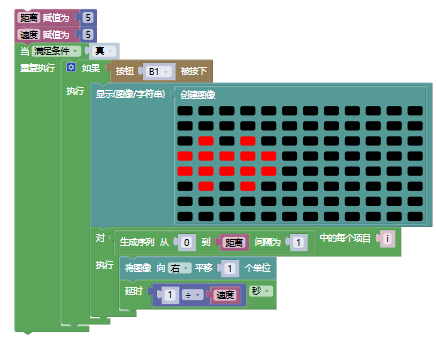 距离 赋值为 5
速度 赋值为 5
当 满足条件 真
重复执行 如果 按钮 B1 被按下
执行 显示(图像/字符串) 创建图像
对 生成序列 从 0 到 距离 间隔为 1 中的每个项目 i
执行 将图像 向 右 平移 1 个单位
延时 1 ÷ 速度 秒